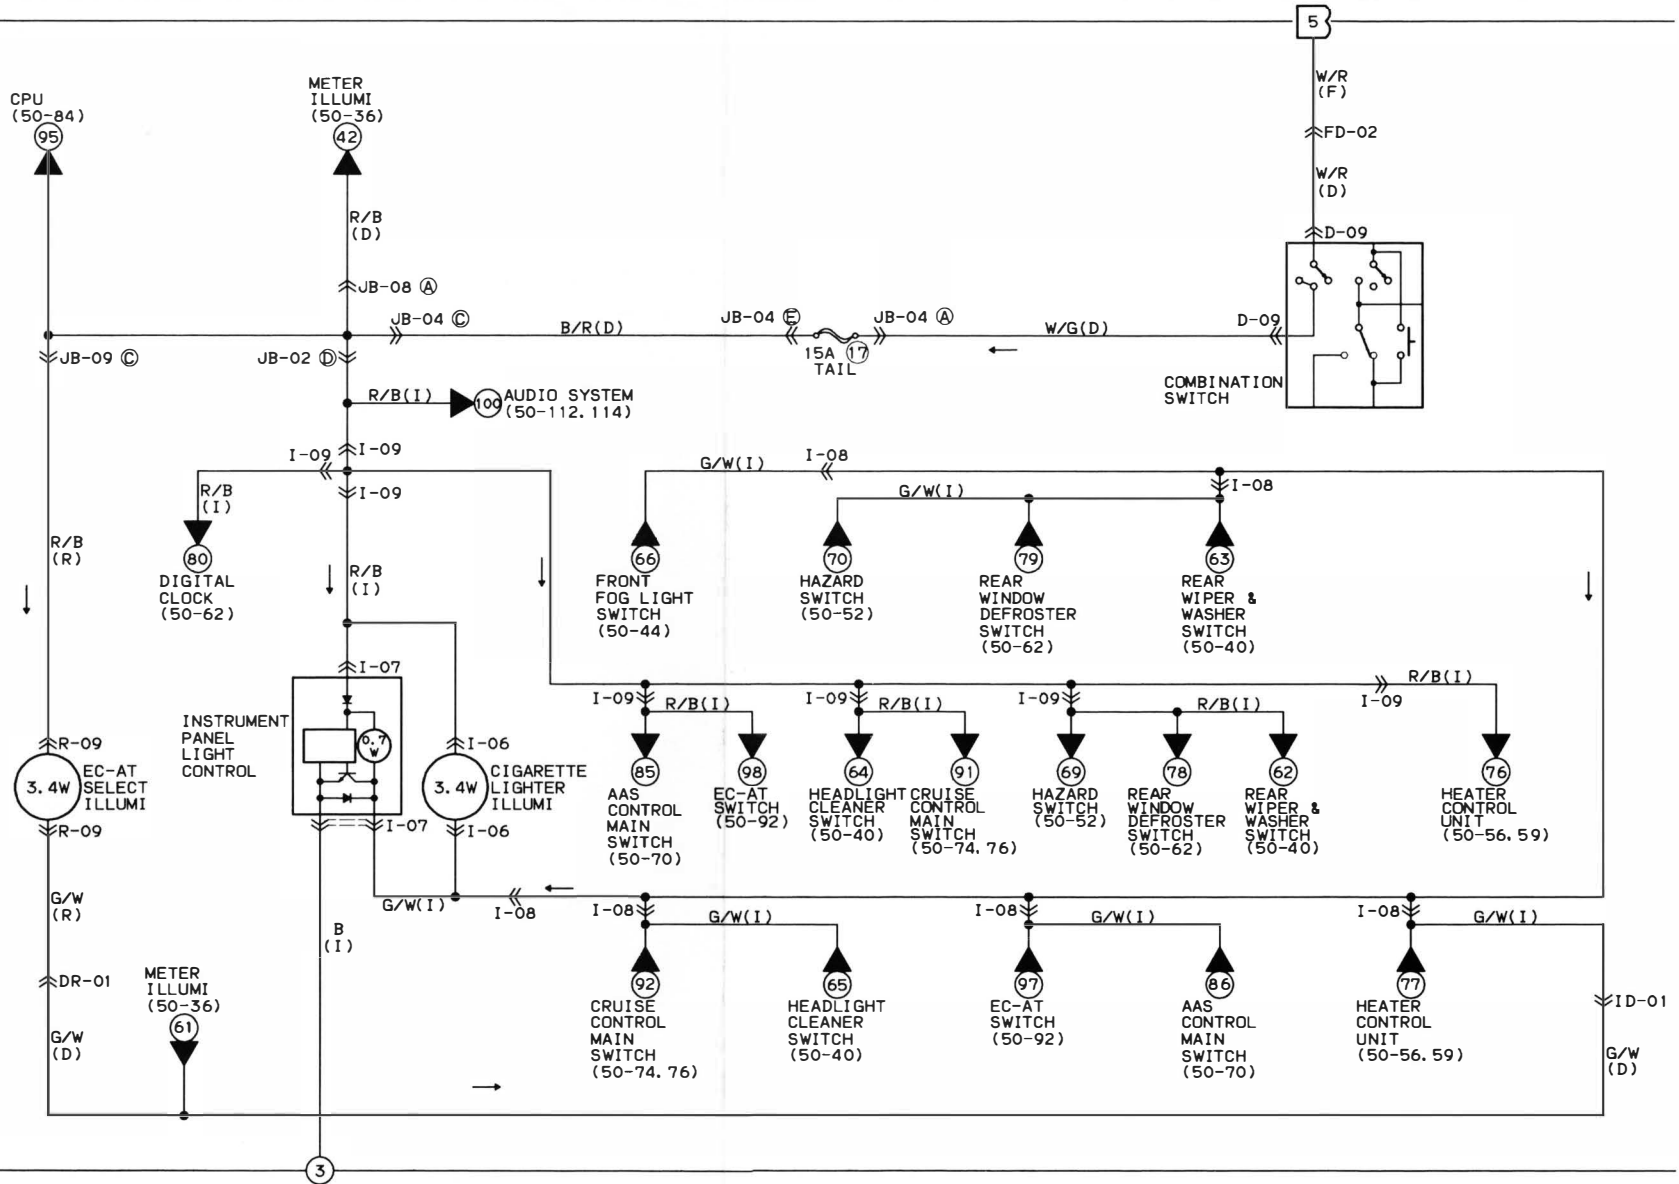 5
W/R
(F)
FD-02
W/R
(D)
D-09
CPU
(50-84)
95
METER
ILLUMI
(50-36)
42
R/B
(D)
JB-08 Ⓐ
JB-04 Ⓒ
B/R(D)
JB-04 Ⓔ
JB-04 Ⓐ
W/G(D)
D-09
15A ⑰
TAIL
COMBINATION
SWITCH
JB-09 Ⓒ
JB-02 Ⓓ
R/B(I)
100
AUDIO SYSTEM
(50-112.114)
I-09
I-09
I-09
R/B
(I)
80
DIGITAL
CLOCK
(50-62)
R/B
(R)
R/B
(I)
G/W(I)
I-08
G/W(I)
I-08
66
FRONT
FOG LIGHT
SWITCH
(50-44)
70
HAZARD
SWITCH
(50-52)
79
REAR
WINDOW
DEFROSTER
SWITCH
(50-62)
63
REAR
WIPER &
WASHER
SWITCH
(50-40)
I-07
INSTRUMENT
PANEL
LIGHT
CONTROL
0.7
W
I-07
R-09
3.4W
EC-AT
SELECT
ILLUMI
R-09
I-06
3.4W
CIGARETTE
LIGHTER
ILLUMI
I-06
I-09
R/B(I)
I-09
R/B(I)
I-09
R/B(I)
I-09
R/B(I)
85
AAS
CONTROL
MAIN
SWITCH
(50-70)
98
EC-AT
SWITCH
(50-92)
64
HEADLIGHT
CLEANER
SWITCH
(50-40)
91
CRUISE
CONTROL
MAIN
SWITCH
(50-74.76)
69
HAZARD
SWITCH
(50-52)
78
REAR
WINDOW
DEFROSTER
SWITCH
(50-62)
62
REAR
WIPER &
WASHER
SWITCH
(50-40)
76
HEATER
CONTROL
UNIT
(50-56.59)
G/W
(R)
G/W(I)
I-08
B
(I)
I-08
G/W(I)
I-08
G/W(I)
I-08
G/W(I)
92
CRUISE
CONTROL
MAIN
SWITCH
(50-74.76)
65
HEADLIGHT
CLEANER
SWITCH
(50-40)
97
EC-AT
SWITCH
(50-92)
86
AAS
CONTROL
MAIN
SWITCH
(50-70)
77
HEATER
CONTROL
UNIT
(50-56.59)
ID-01
G/W
(D)
DR-01
METER
ILLUMI
(50-36)
61
G/W
(D)
3